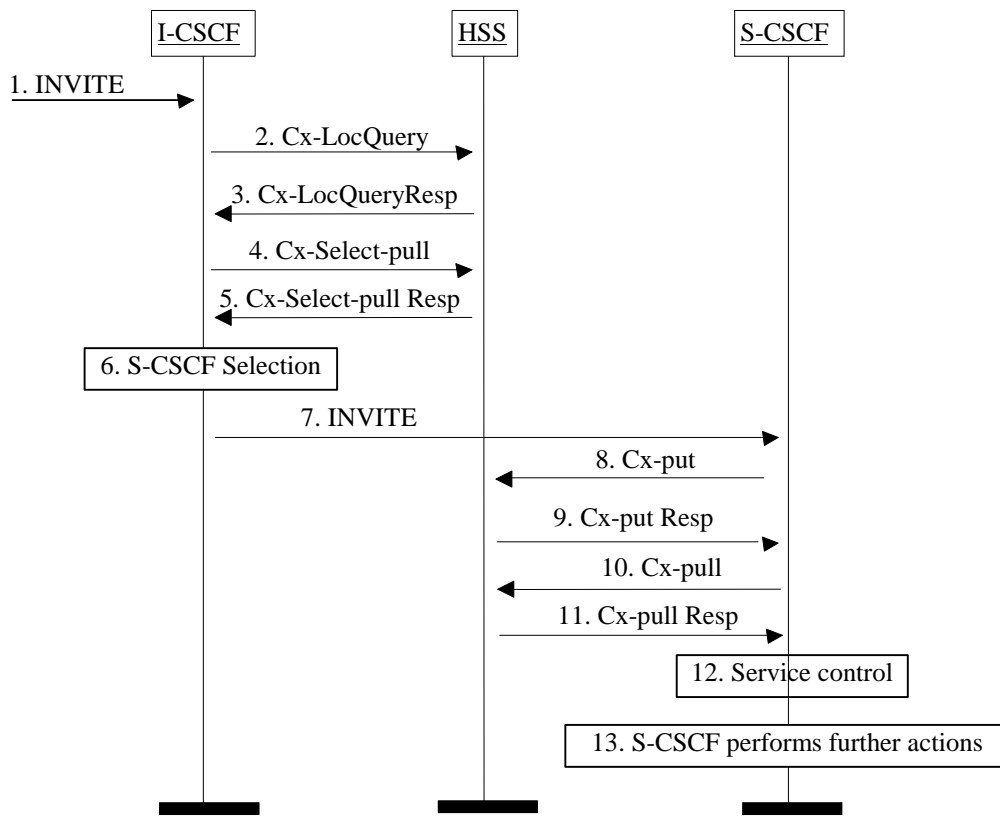 I-CSCF
HSS
S-CSCF
1. INVITE
2. Cx-LocQuery
3. Cx-LocQueryResp
4. Cx-Select-pull
5. Cx-Select-pull Resp
6. S-CSCF Selection
7. INVITE
8. Cx-put
9. Cx-put Resp
10. Cx-pull
11. Cx-pull Resp
12. Service control
13. S-CSCF performs further actions